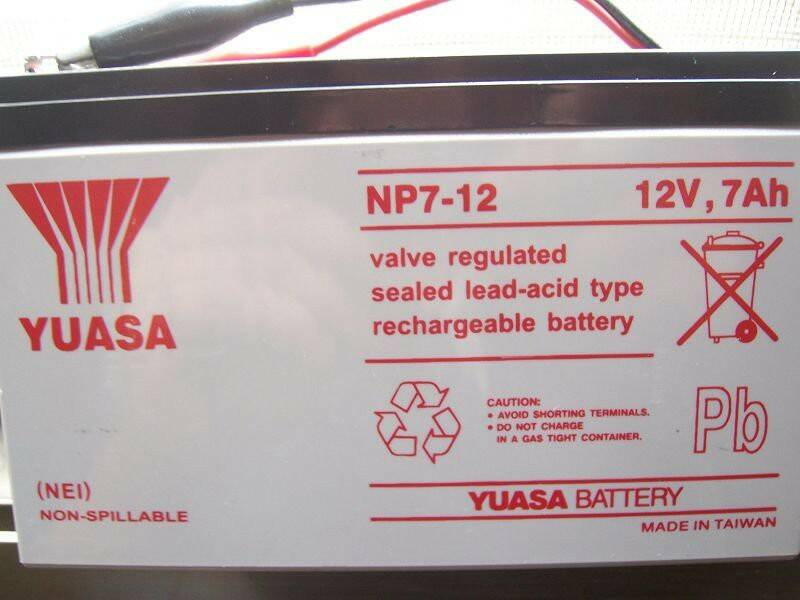 YUASA
(NEI)
NON-SPILLABLE
NP7-12 12V, 7Ah
valve regulated
sealed lead-acid type
rechargeable battery
CAUTION:
• AVOID SHORTING TERMINALS.
• DO NOT CHARGE
IN A GAS TIGHT CONTAINER.
Pb
YUASA BATTERY
MADE IN TAIWAN